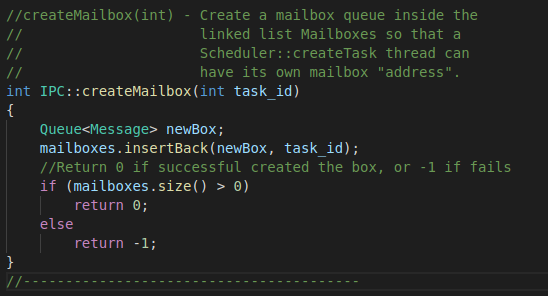 //createMailbox(int) - Create a mailbox queue inside the
//                     linked list Mailboxes so that a
//                     Scheduler::createTask thread can
//                     have its own mailbox "address".
int IPC::createMailbox(int task_id)
{
    Queue<Message> newBox;
    mailboxes.insertBack(newBox, task_id);
    //Return 0 if successful created the box, or -1 if fails
    if (mailboxes.size() > 0)
        return 0;
    else
        return -1;
}
//----------------------------------------